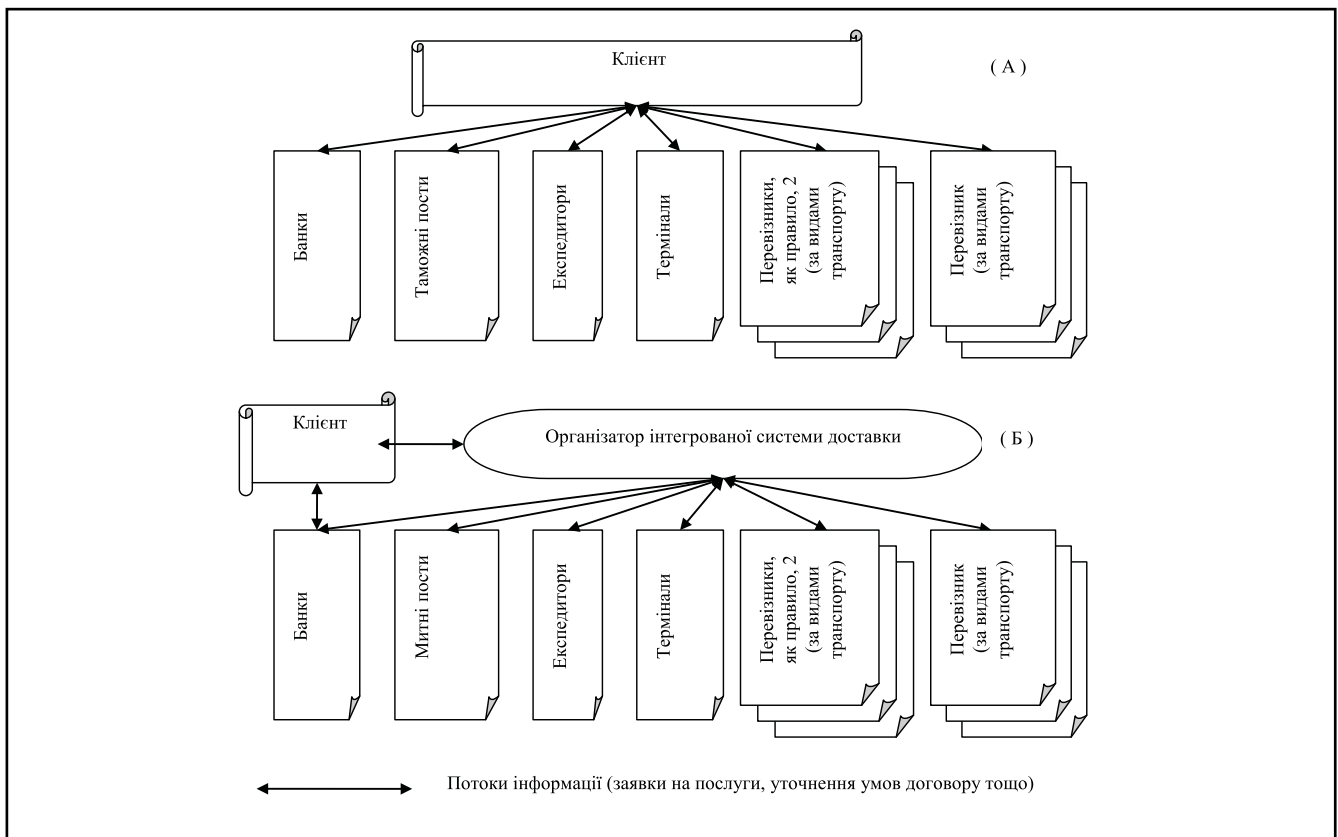 Клієнт
( А )
Банки
Таможні пости
Експедитори
Термінали
Перевізники,
як правило, 2
(за видами
транспорту)
Перевізник
(за видами
транспорту)
Клієнт
Організатор інтегрованої системи доставки
( Б )
Банки
Митні пости
Експедитори
Термінали
Перевізники,
як правило, 2
(за видами
транспорту)
Перевізник
(за видами
транспорту)
Потоки інформації (заявки на послуги, уточнення умов договору тощо)